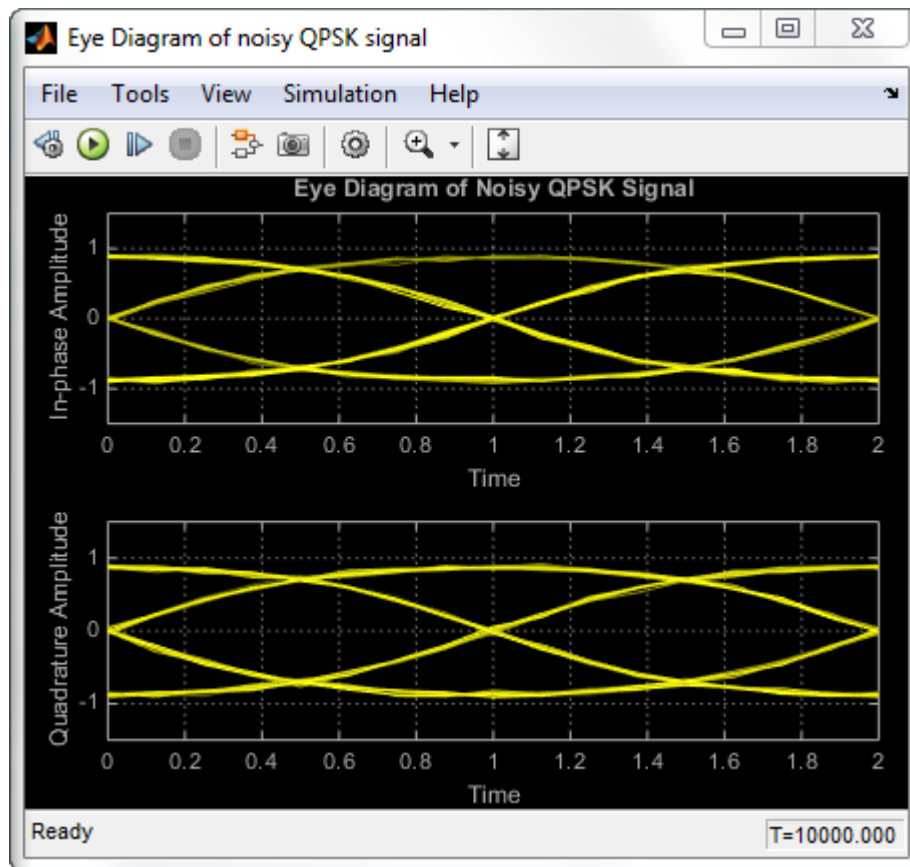 Eye Diagram of noisy QPSK signal
File Tools View Simulation Help
Eye Diagram of Noisy QPSK Signal
In-phase Amplitude
1
0
-1
0 0.2 0.4 0.6 0.8 1 1.2 1.4 1.6 1.8 2
Time
Quadrature Amplitude
1
0
-1
0 0.2 0.4 0.6 0.8 1 1.2 1.4 1.6 1.8 2
Time
Ready T=10000.000